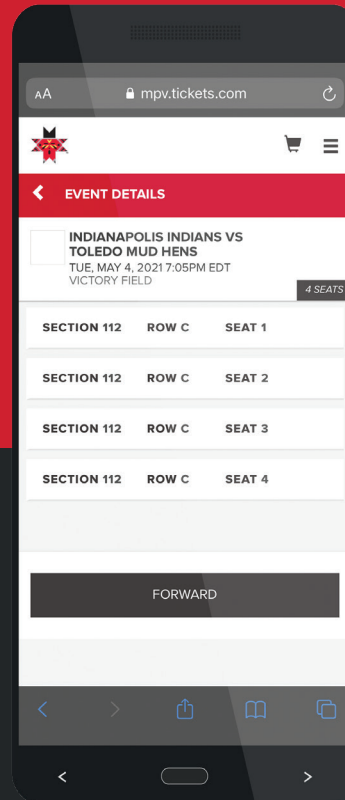 AA mpv.tickets.com
EVENT DETAILS
INDIANAPOLIS INDIANS VS
TOLEDO MUD HENS
TUE, MAY 4, 2021 7:05PM EDT
VICTORY FIELD
4 SEATS
SECTION 112 ROW C SEAT 1
SECTION 112 ROW C SEAT 2
SECTION 112 ROW C SEAT 3
SECTION 112 ROW C SEAT 4
FORWARD